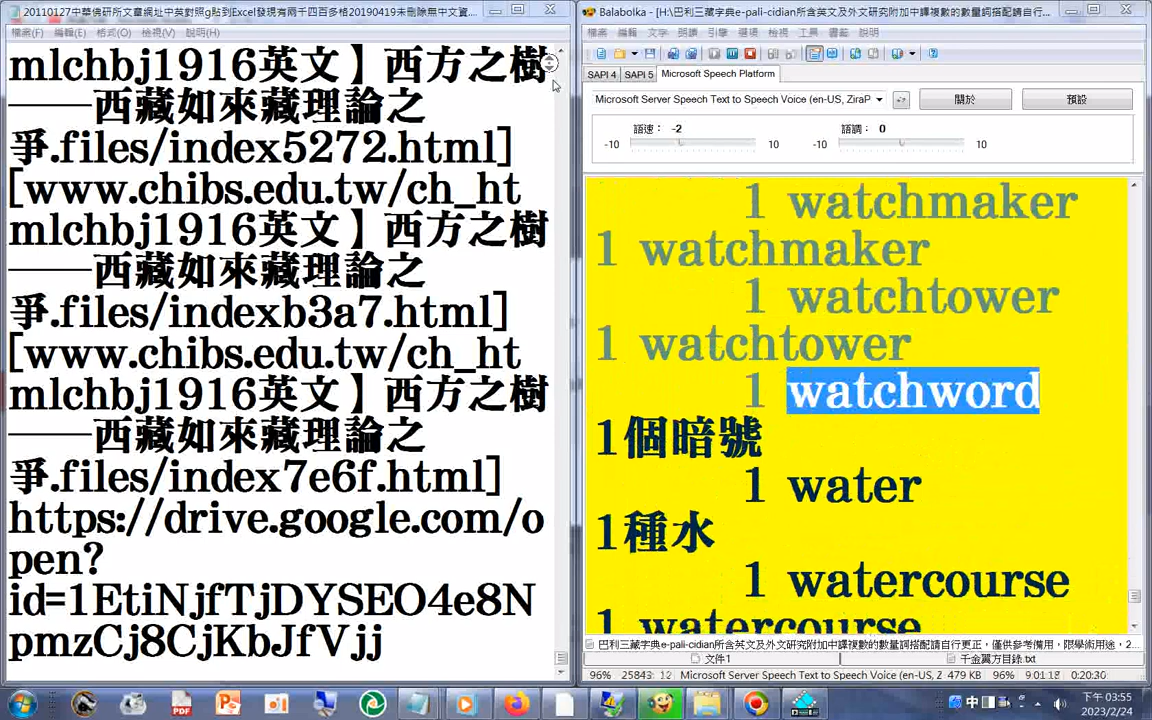 20110127中華佛研所文章網址中英對照g點到Excel發現有兩千四百多格20190419未刪除無中文資...
檔案(F) 編輯(E) 格式(O) 檢視(V) 說明(H)
mlchbj1916英文】西方之樹
——西藏如來藏理論之
爭.files/index5272.html]
[www.chibs.edu.tw/ch_ht
mlchbj1916英文】西方之樹
——西藏如來藏理論之
爭.files/indexb3a7.html]
[www.chibs.edu.tw/ch_ht
mlchbj1916英文】西方之樹
——西藏如來藏理論之
爭.files/index7e6f.html]
https://drive.google.com/o
pen?
id=1EtiNjfTjDYSEO4e8N
pmzCj8CjKbJfVjj
Balabolka - [H:\巴利三藏字典e-pali-cidian所含英文及外文研究附加中譯複數的數量詞搭配請自行...
檔案 編輯 文字 朗讀 引擎 選項 檢視 工具 書籤 說明
SAPI 4 SAPI 5 Microsoft Speech Platform
Microsoft Server Speech Text to Speech Voice (en-US, ZiraP 關於 預設
語速： -2 語調： 0
-10 10 -10 10
1 watchmaker
1 watchmaker
1 watchtower
1 watchtower
1 watchword
1個暗號
1 water
1種水
1 watercourse
1 watercourse
巴利三藏字典e-pali-cidian所含英文及外文研究附加中譯複數的數量詞搭配請自行更正，僅供參考備用，限學術用途，2...
文件1 千金翼方目錄.txt
96% 25843: 12 Microsoft Server Speech Text to Speech Voice (en-US, 479 KB 96% 9:01:18 0:20:30
中
下午 03:55
2023/2/24